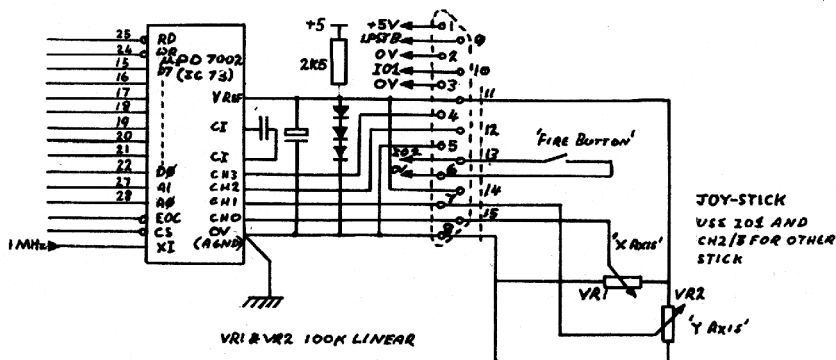 25 RD
24 WR
15 D7
16
17
18
19
20
21
22 D0
27 A1
28 A0
EOC
CS
1MHz XI
µPD 7002
(IC 73)
VREF
CI
CI
CH3
CH2
CH1
CH0
0V
(AGND)
+5
2K5
+5V 1
LPSTB 9
0V 2
IO1 10
0V 3
11
4
12
5
IO2 13
0V 6
14
7
15
8
'FIRE BUTTON'
JOY-STICK
USE IO1 AND
CH2/3 FOR OTHER
STICK
'X AXIS'
VR1
VR2
'Y AXIS'
VR1 & VR2 100K LINEAR